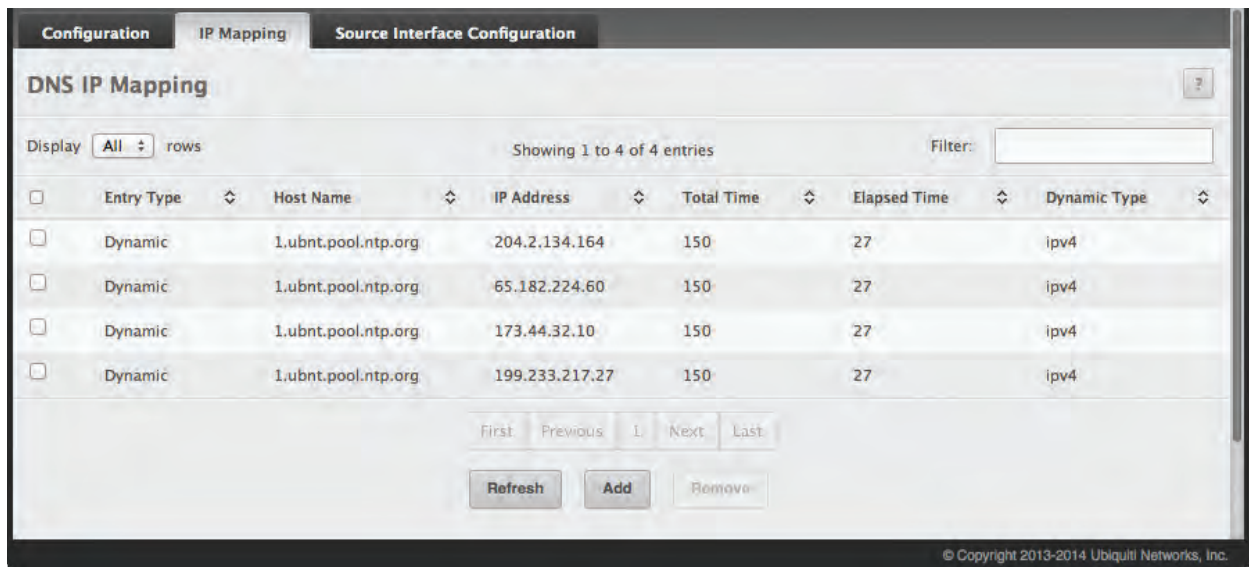 Configuration IP Mapping Source Interface Configuration
DNS IP Mapping ?
Display All rows Showing 1 to 4 of 4 entries Filter:
Entry Type Host Name IP Address Total Time Elapsed Time Dynamic Type
Dynamic 1.ubnt.pool.ntp.org 204.2.134.164 150 27 ipv4
Dynamic 1.ubnt.pool.ntp.org 65.182.224.60 150 27 ipv4
Dynamic 1.ubnt.pool.ntp.org 173.44.32.10 150 27 ipv4
Dynamic 1.ubnt.pool.ntp.org 199.233.217.27 150 27 ipv4
First Previous 1 Next Last
Refresh Add Remove
© Copyright 2013-2014 Ubiquiti Networks, Inc.